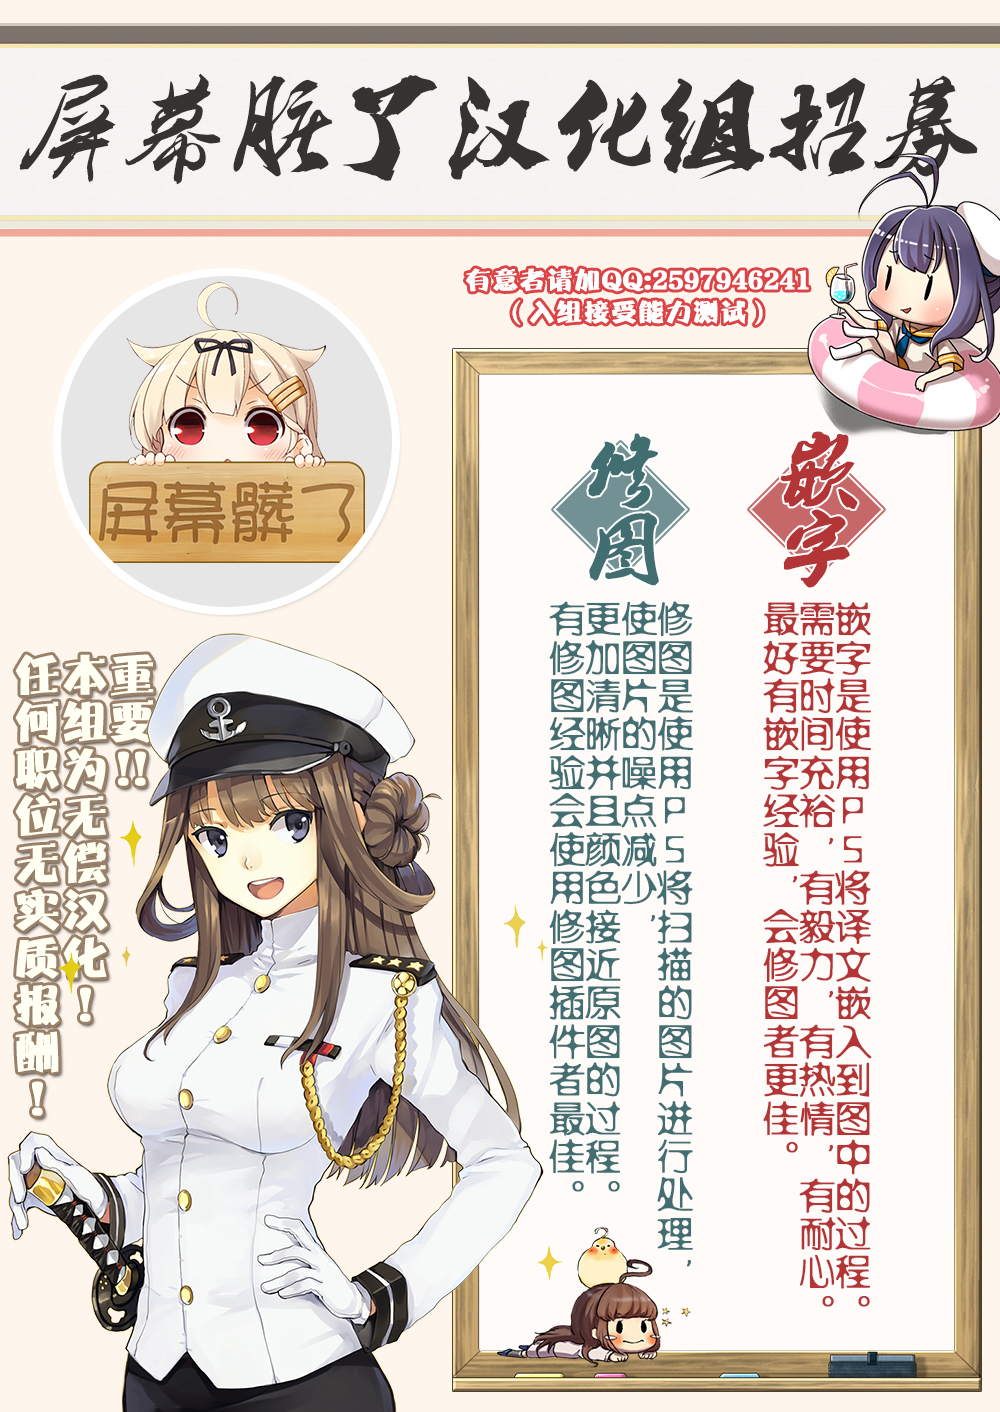 屏幕脏了汉化组招募
有意者请加QQ:2597946241
（入组接受能力测试）
屏幕髒了
嵌字
嵌字是使用PS将译文嵌入到图中的过程。
需要时间充裕，有毅力，有热情，有耐心。
最好有嵌字经验，会修图者更佳。
修图
修图是使用PS将扫描的图片进行处理，
使图片的噪点减少，
更加清晰并且颜色接近原图的过程。
有修图经验会使用修图插件者最佳。
重要!!
本组为无偿汉化！
任何职位无实质报酬！